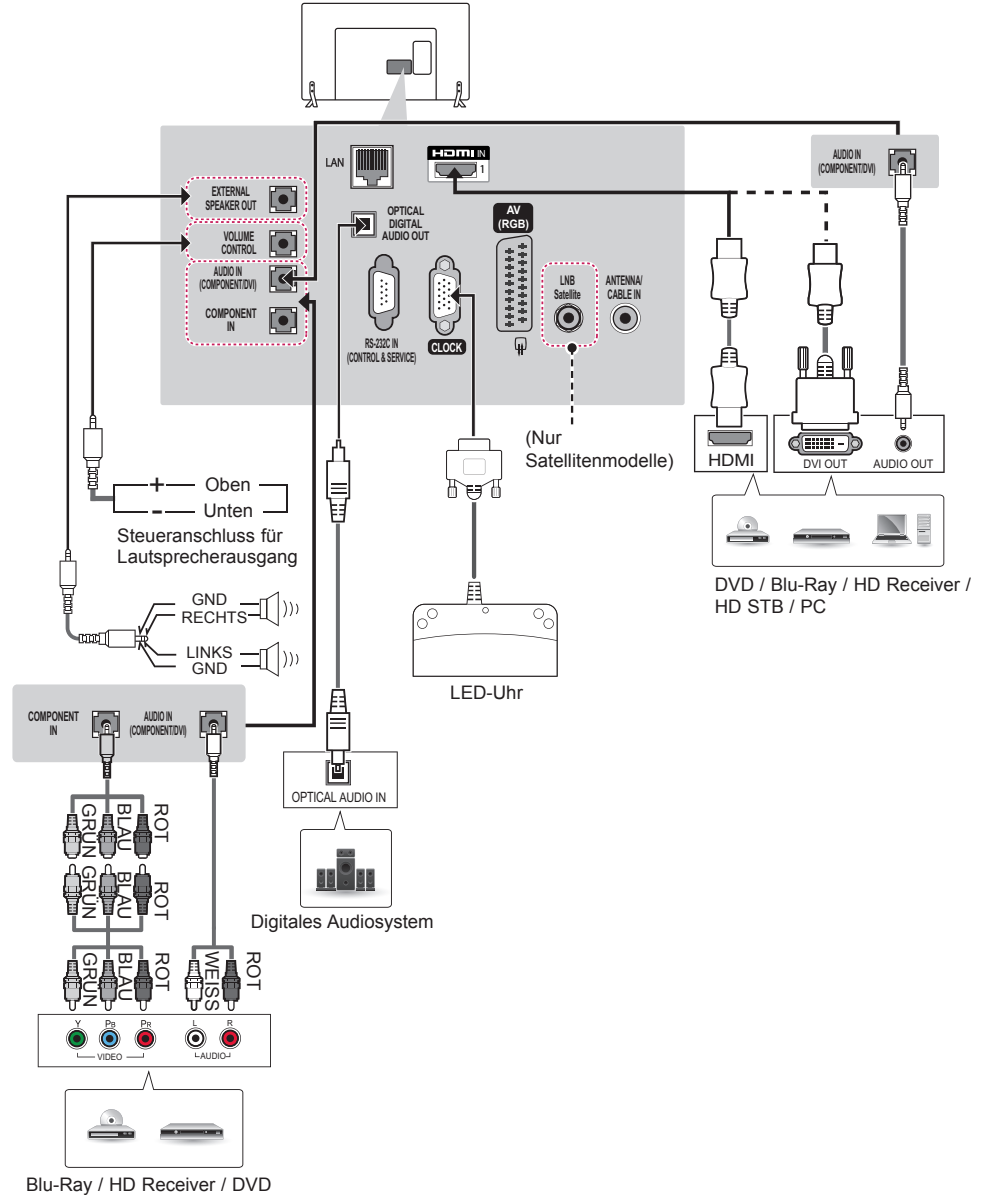 LAN
HDMI IN
1
AUDIO IN
(COMPONENT/DVI)
EXTERNAL
SPEAKER OUT
OPTICAL
DIGITAL
AUDIO OUT
AV
(RGB)
VOLUME
CONTROL
AUDIO IN
(COMPONENT/DVI)
COMPONENT
IN
LNB
Satellite
ANTENNA/
CABLE IN
RS-232C IN
(CONTROL & SERVICE)
CLOCK
(Nur
Satellitenmodelle)
HDMI
DVI OUT
AUDIO OUT
+ Oben
- Unten
Steueranschluss für
Lautsprecherausgang
DVD / Blu-Ray / HD Receiver /
HD STB / PC
GND
RECHTS
LINKS
GND
LED-Uhr
COMPONENT
IN
AUDIO IN
(COMPONENT/DVI)
OPTICAL AUDIO IN
Digitales Audiosystem
GRÜN
BLAU
ROT
GRÜN
BLAU
ROT
GRÜN
BLAU
ROT
WEISS
ROT
Y
PB
PR
L
R
VIDEO
AUDIO
Blu-Ray / HD Receiver / DVD